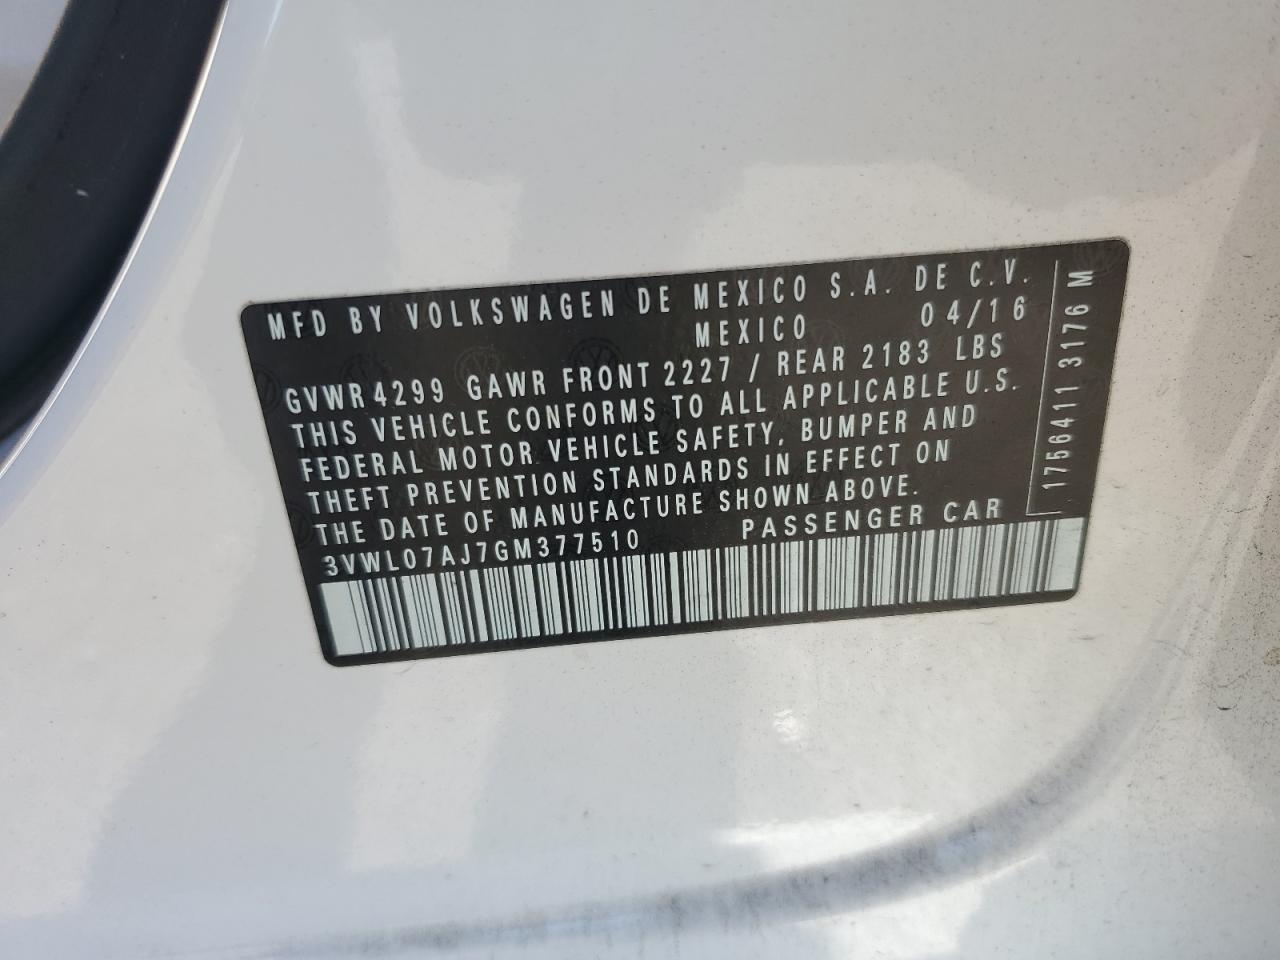 MFD BY VOLKSWAGEN DE MEXICO S.A. DE C.V.
MEXICO 04/16
GVWR 4299 GAWR FRONT 2227 / REAR 2183 LBS
THIS VEHICLE CONFORMS TO ALL APPLICABLE U.S.
FEDERAL MOTOR VEHICLE SAFETY, BUMPER AND
THEFT PREVENTION STANDARDS IN EFFECT ON
THE DATE OF MANUFACTURE SHOWN ABOVE.
3VWL07AJ7GM377510 PASSENGER CAR
1756411 3176 M